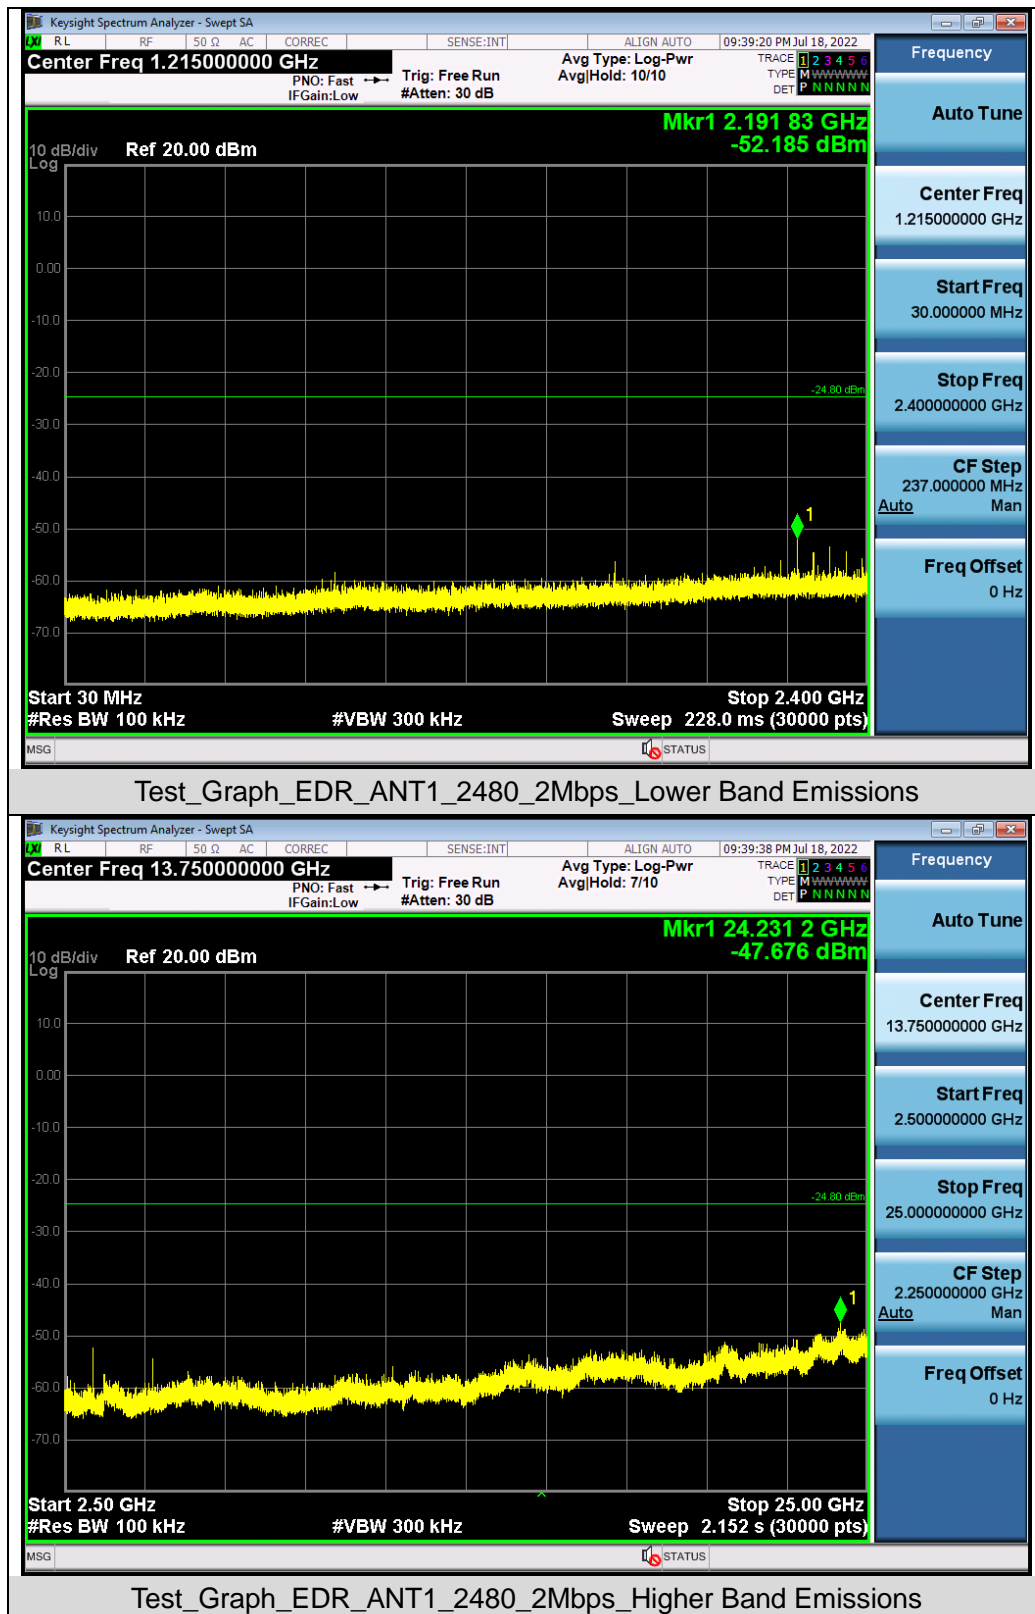 Keysight Spectrum Analyzer - Swept SA
LXI RL RF 50 Ω AC CORREC SENSE:INT ALIGN AUTO 09:39:20 PM Jul 18, 2022
Center Freq 1.215000000 GHz
PNO: Fast
IFGain:Low
Trig: Free Run
#Atten: 30 dB
Avg Type: Log-Pwr
Avg|Hold: 10/10
TRACE 1 2 3 4 5 6
TYPE M WWWWW
DET P N N N N N
Mkr1 2.191 83 GHz
-52.185 dBm
10 dB/div Ref 20.00 dBm
Log
10.0
0.00
-10.0
-20.0
-24.80 dBm
-30.0
-40.0
-50.0
1
-60.0
-70.0
Start 30 MHz Stop 2.400 GHz
#Res BW 100 kHz #VBW 300 kHz Sweep 228.0 ms (30000 pts)
MSG STATUS
Frequency
Auto Tune
Center Freq
1.215000000 GHz
Start Freq
30.000000 MHz
Stop Freq
2.400000000 GHz
CF Step
237.000000 MHz
Auto Man
Freq Offset
0 Hz
Test_Graph_EDR_ANT1_2480_2Mbps_Lower Band Emissions
Keysight Spectrum Analyzer - Swept SA
LXI RL RF 50 Ω AC CORREC SENSE:INT ALIGN AUTO 09:39:38 PM Jul 18, 2022
Center Freq 13.750000000 GHz
PNO: Fast
IFGain:Low
Trig: Free Run
#Atten: 30 dB
Avg Type: Log-Pwr
Avg|Hold: 7/10
TRACE 1 2 3 4 5 6
TYPE M WWWWW
DET P N N N N N
Mkr1 24.231 2 GHz
-47.676 dBm
10 dB/div Ref 20.00 dBm
Log
10.0
0.00
-10.0
-20.0
-24.80 dBm
-30.0
-40.0
1
-50.0
-60.0
-70.0
Start 2.50 GHz Stop 25.00 GHz
#Res BW 100 kHz #VBW 300 kHz Sweep 2.152 s (30000 pts)
MSG STATUS
Frequency
Auto Tune
Center Freq
13.750000000 GHz
Start Freq
2.500000000 GHz
Stop Freq
25.000000000 GHz
CF Step
2.250000000 GHz
Auto Man
Freq Offset
0 Hz
Test_Graph_EDR_ANT1_2480_2Mbps_Higher Band Emissions